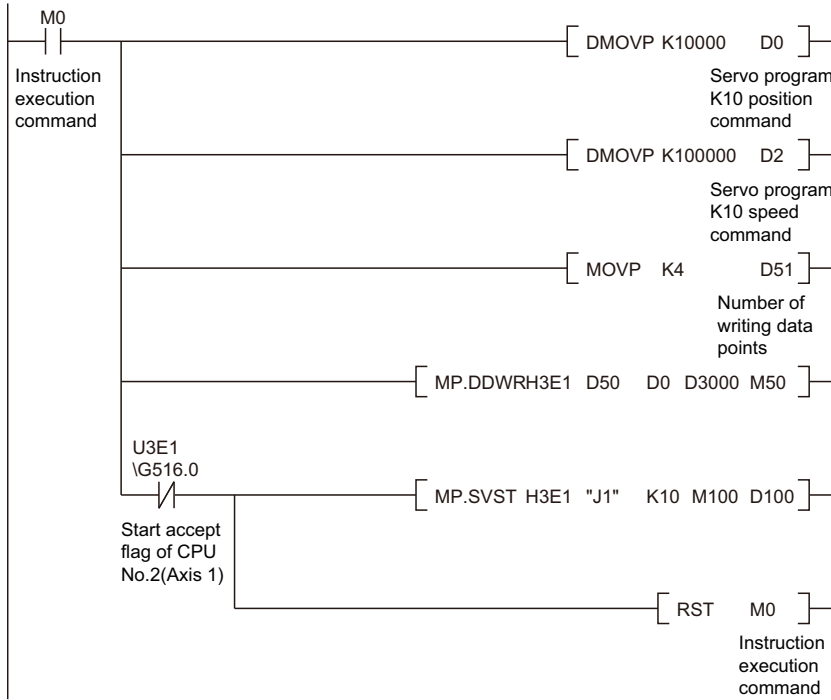 M0
DMOVP K10000 D0
Instruction
execution
command
Servo program
K10 position
command
DMOVP K100000 D2
Servo program
K10 speed
command
MOVP K4 D51
Number of
writing data
points
MP.DDWRH3E1 D50 D0 D3000 M50
U3E1
\G516.0
MP.SVST H3E1 "J1" K10 M100 D100
Start accept
flag of CPU
No.2(Axis 1)
RST M0
Instruction
execution
command